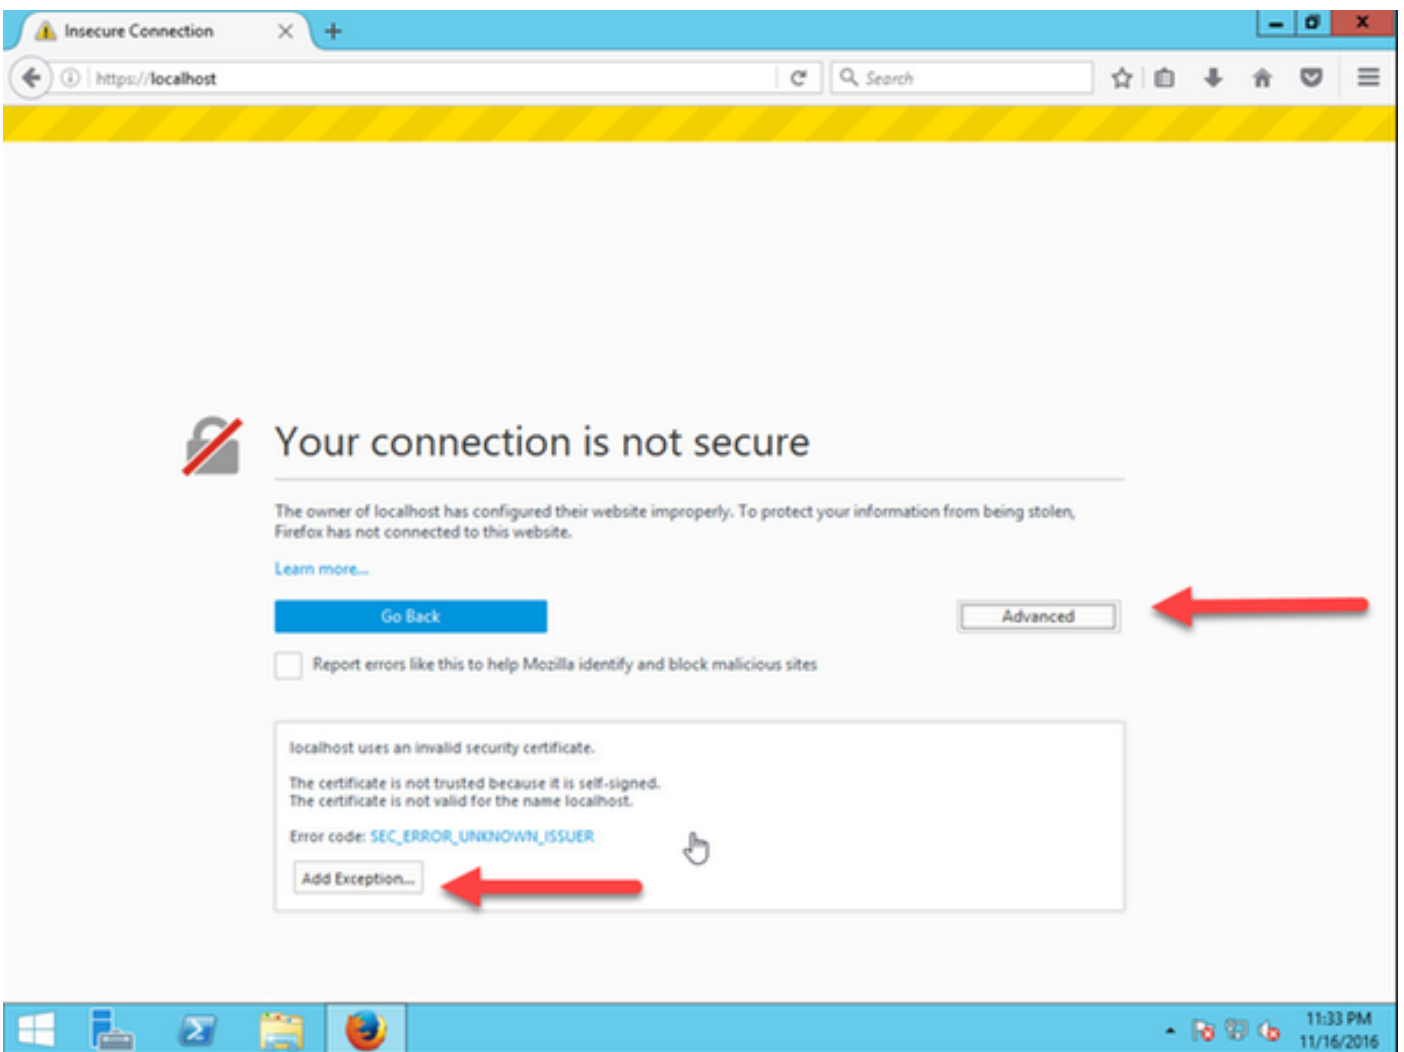 Insecure Connection
https://localhost
Search
Your connection is not secure
The owner of localhost has configured their website improperly. To protect your information from being stolen,
Firefox has not connected to this website.
Learn more...
Go Back
Advanced
Report errors like this to help Mozilla identify and block malicious sites
localhost uses an invalid security certificate.
The certificate is not trusted because it is self-signed.
The certificate is not valid for the name localhost.
Error code: SEC_ERROR_UNKNOWN_ISSUER
Add Exception...
11:33 PM
11/16/2016